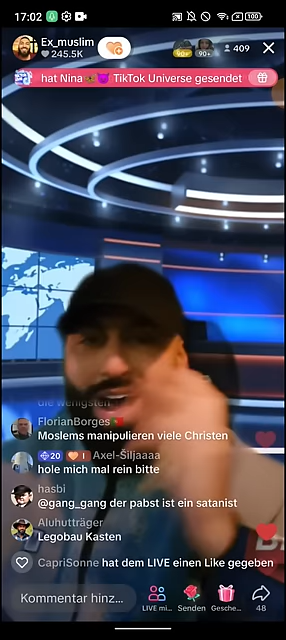 17:02
100
Ex_muslim
245.5K
90+
90+
409
hat Nina🐵😈 TikTok Universe gesendet
die wenigsten
FlorianBorges
Moslems manipulieren viele Christen
20 I Axel-Siljaaaa
hole mich mal rein bitte
hasbi
@gang_gang der pabst ist ein satanist
Aluhutträger
Legobau Kasten
CapriSonne hat dem LIVE einen Like gegeben
Kommentar hinz...
LIVE mi...
Senden
Gesche...
48